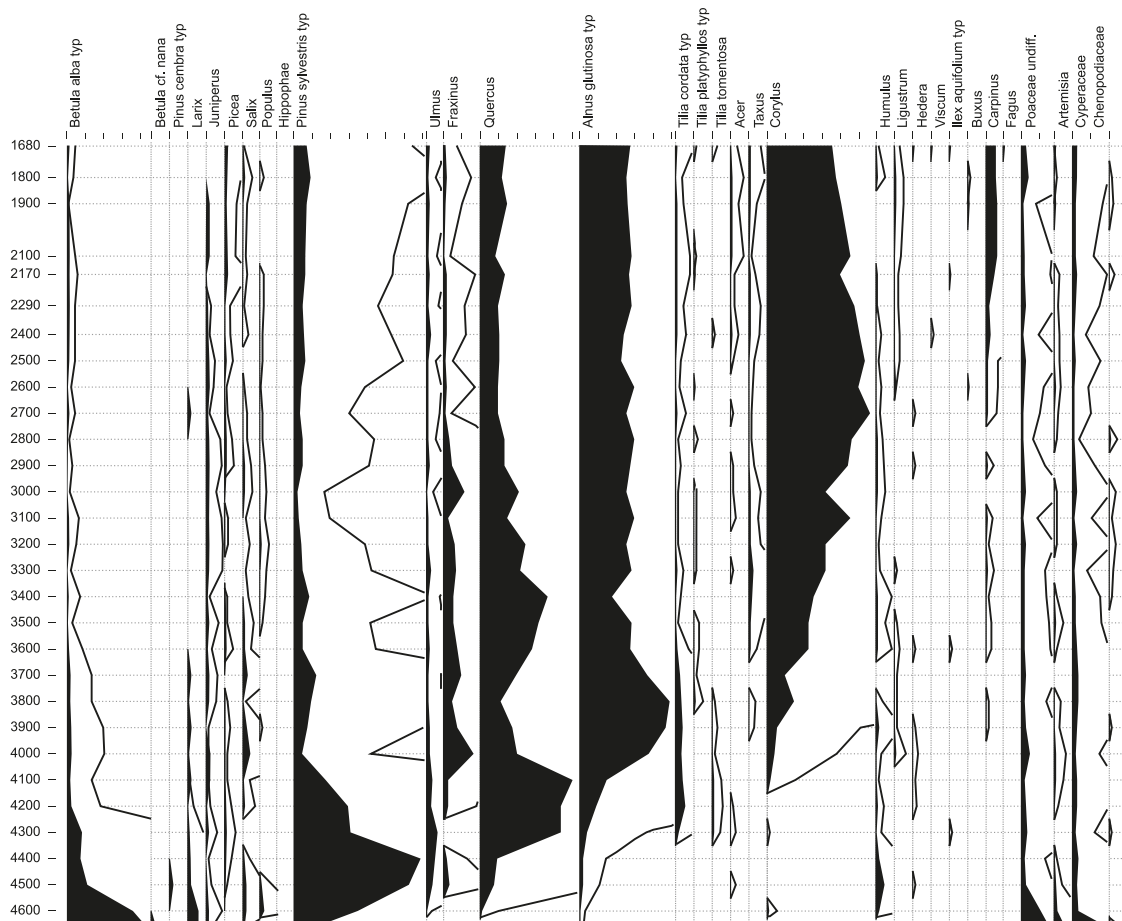 Betula alba typ
Betula cf. nana
Pinus cembra typ
Larix
Juniperus
Picea
Salix
Populus
Hippophae
Pinus sylvestris typ
Ulmus
Fraxinus
Quercus
Alnus glutinosa typ
Tilia cordata typ
Tilia platyphyllos typ
Tilia tomentosa
Acer
Taxus
Corylus
Humulus
Ligustrum
Hedera
Viscum
Ilex aquifolium typ
Buxus
Carpinus
Fagus
Poaceae undiff.
Artemisia
Cyperaceae
Chenopodiaceae
1680
1800
1900
2100
2170
2290
2400
2500
2600
2700
2800
2900
3000
3100
3200
3300
3400
3500
3600
3700
3800
3900
4000
4100
4200
4300
4400
4500
4600